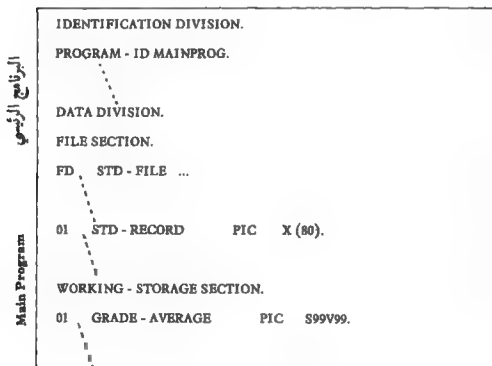 البرنامج الرئيسي
Main Program
IDENTIFICATION DIVISION.
PROGRAM - ID MAINPROG.
DATA DIVISION.
FILE SECTION.
FD STD - FILE ...
01 STD - RECORD PIC X (80).
WORKING - STORAGE SECTION.
01 GRADE - AVERAGE PIC S99V99.